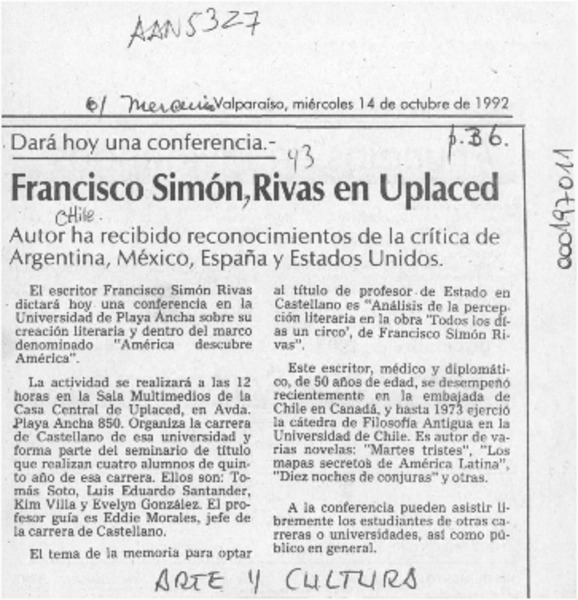 AAN5327
el Mercurio Valparaíso, miércoles 14 de octubre de 1992
Dará hoy una conferencia.-
p.B6.
43
Francisco Simón, Rivas en Uplaced
Chile
Autor ha recibido reconocimientos de la crítica de
Argentina, México, España y Estados Unidos.
El escritor Francisco Simón Rivas
dictará hoy una conferencia en la
Universidad de Playa Ancha sobre su
creación literaria y dentro del marco
denominado "América descubre
América".
La actividad se realizará a las 12
horas en la Sala Multimedios de la
Casa Central de Uplaced, en Avda.
Playa Ancha 850. Organiza la carrera
de Castellano de esa universidad y
forma parte del seminario de título
que realizan cuatro alumnos de quin-
to año de esa carrera. Ellos son: To-
más Soto, Luis Eduardo Santander,
Kim Villa y Evelyn González. El pro-
fesor guía es Eddie Morales, jefe de
la carrera de Castellano.
El tema de la memoria para optar
al título de profesor de Estado en
Castellano es "Análisis de la percep-
ción literaria en la obra 'Todos los dí-
as un circo', de Francisco Simón Ri-
vas".
Este escritor, médico y diplomáti-
co, de 50 años de edad, se desempeñó
recientemente en la embajada de
Chile en Canadá, y hasta 1973 ejerció
la cátedra de Filosofía Antigua en la
Universidad de Chile. Es autor de va-
rias novelas: "Martes tristes", "Los
mapas secretos de América Latina",
"Diez noches de conjuras" y otras.
A la conferencia pueden asistir li-
bremente los estudiantes de otras ca-
rreras o universidades, así como pú-
blico en general.
000197011
ARTE Y CULTURA